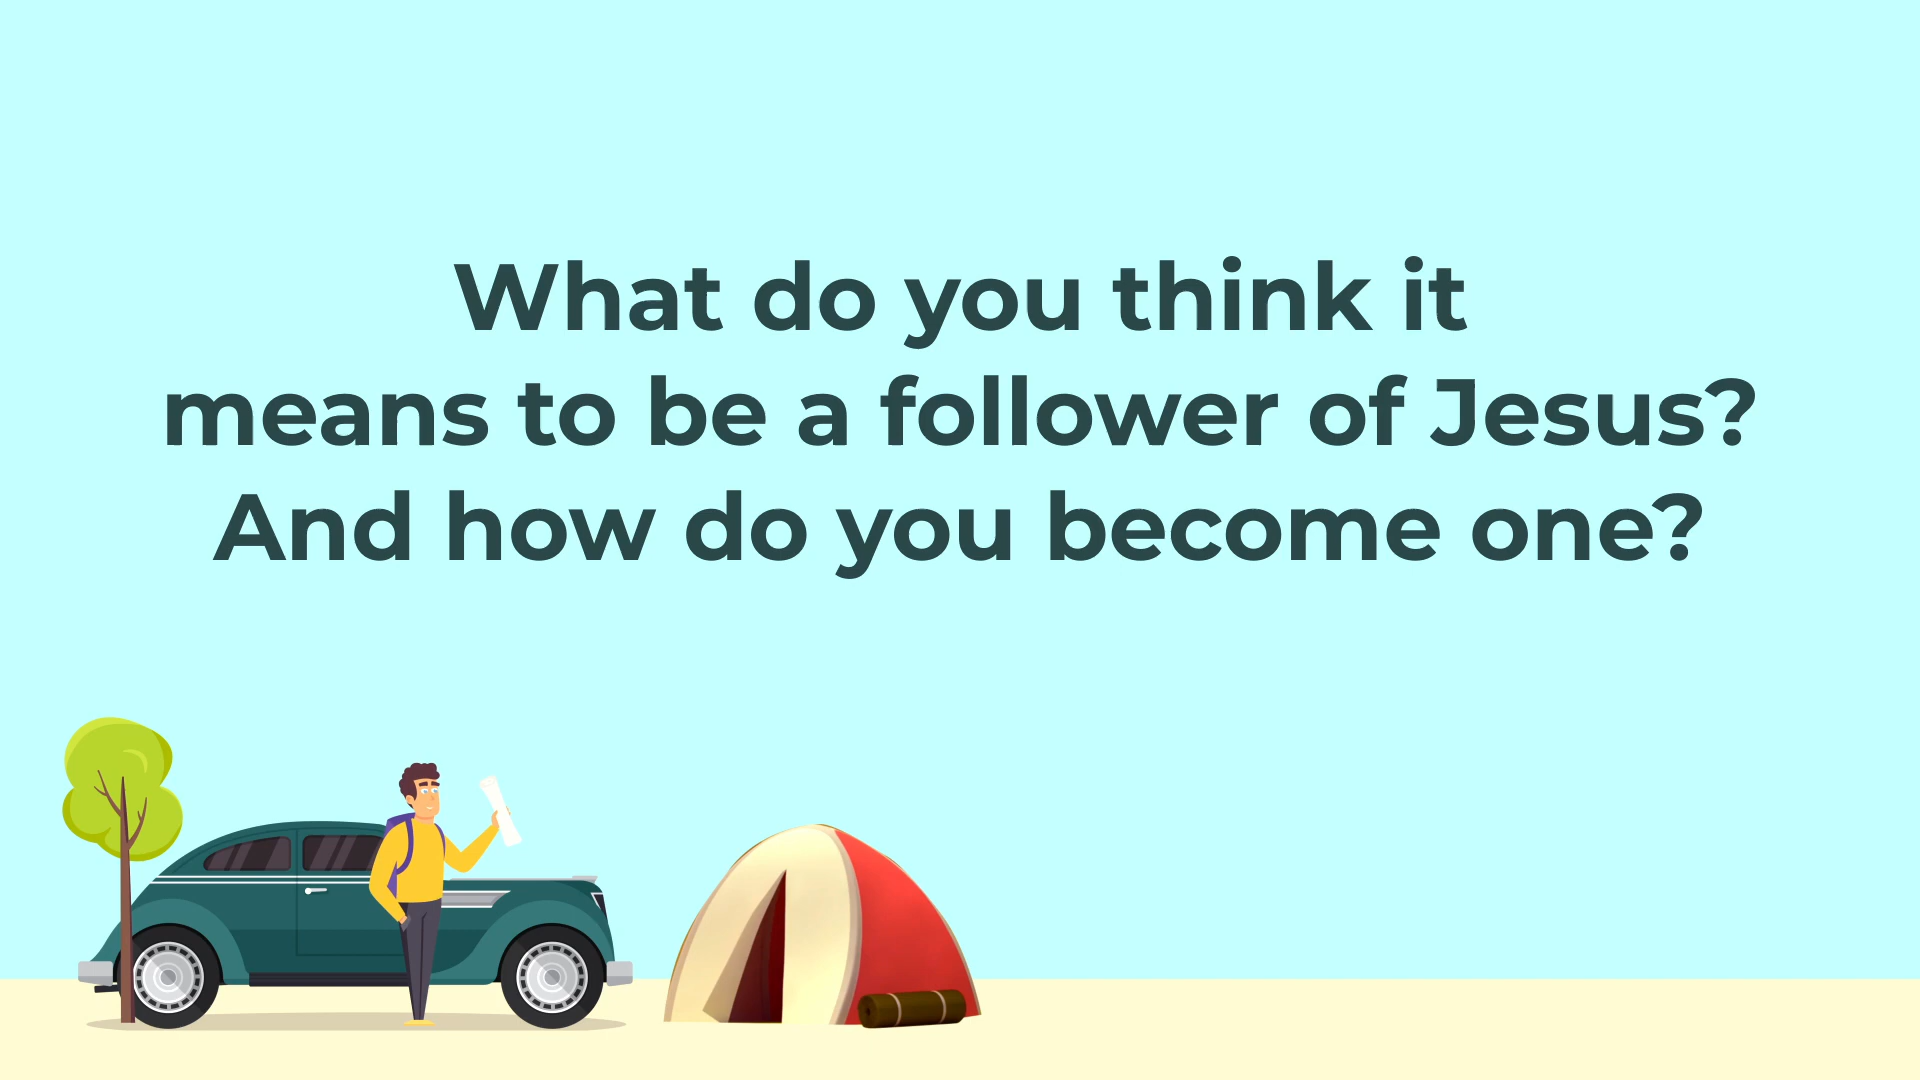 What do you think it
means to be a follower of Jesus?
And how do you become one?